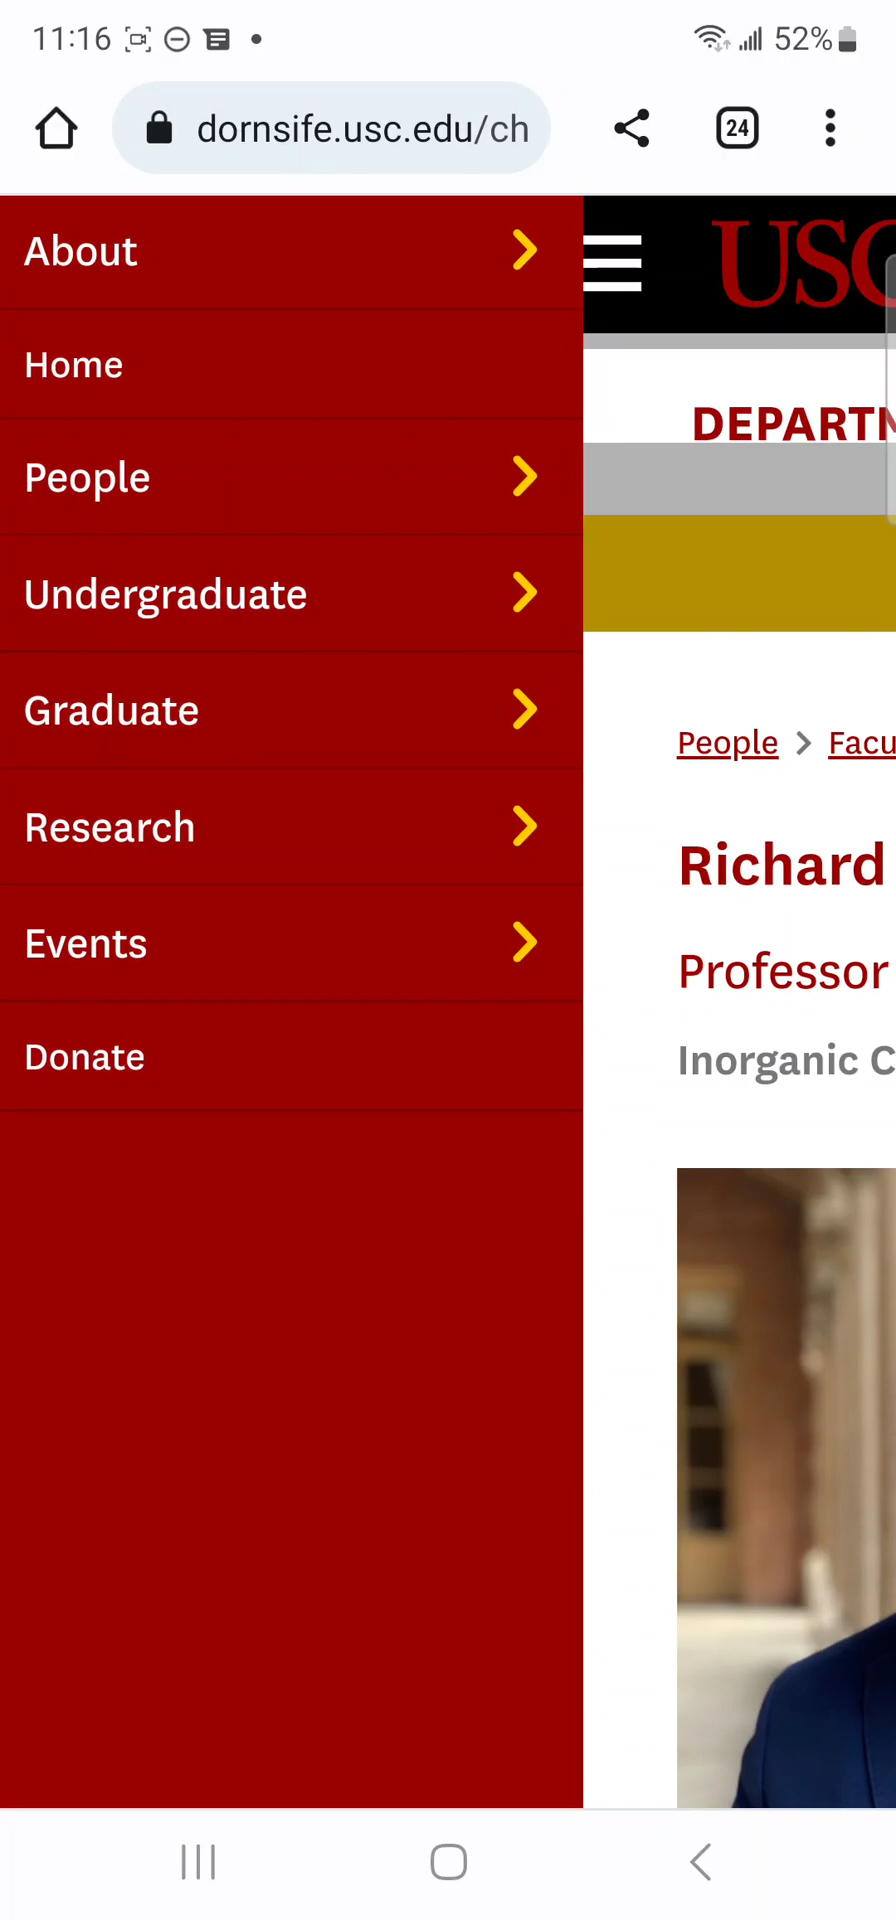 11:16 52%
dornsife.usc.edu/ch 24
About
Home
People
Undergraduate
Graduate
Research
Events
Donate
USC
DEPARTM
People > Facu
Richard
Professor
Inorganic C